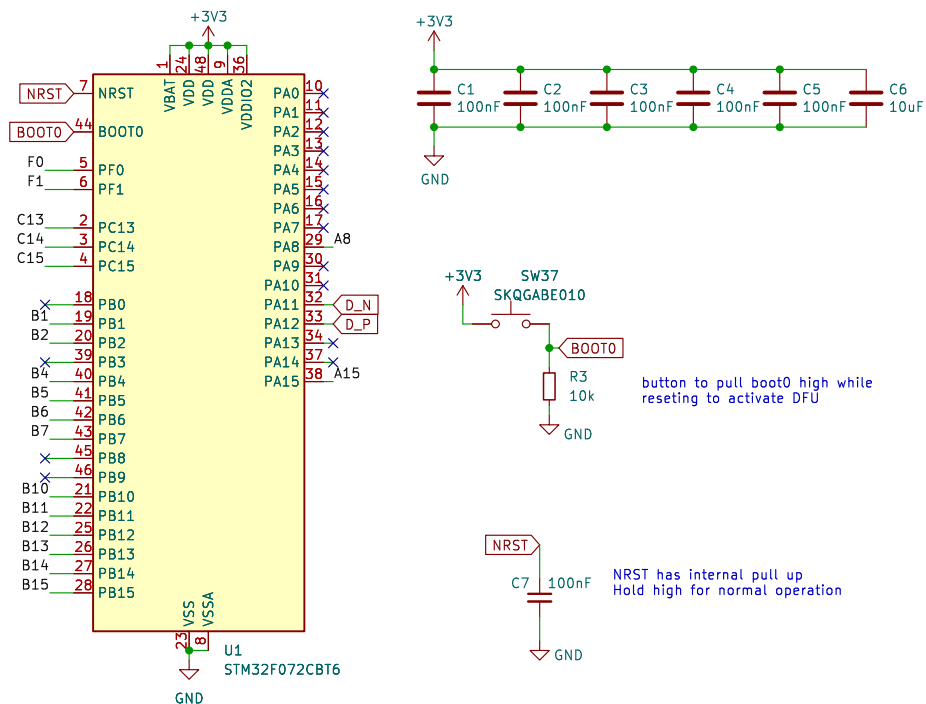 +3V3
1 VBAT
24 VDD
48 VDD
9 VDDA
36 VDDIO2
NRST 7 NRST
BOOT0 44 BOOT0
F0 5 PF0
F1 6 PF1
C13 2 PC13
C14 3 PC14
C15 4 PC15
18 PB0
B1 19 PB1
B2 20 PB2
39 PB3
B4 40 PB4
B5 41 PB5
B6 42 PB6
B7 43 PB7
45 PB8
46 PB9
B10 21 PB10
B11 22 PB11
B12 25 PB12
B13 26 PB13
B14 27 PB14
B15 28 PB15
PA0 10
PA1 11
PA2 12
PA3 13
PA4 14
PA5 15
PA6 16
PA7 17
PA8 29 A8
PA9 30
PA10 31
PA11 32 D_N
PA12 33 D_P
PA13 34
PA14 37
PA15 38 A15
VSS 23
VSSA 8
U1
STM32F072CBT6
GND
+3V3
C1
100nF
C2
100nF
C3
100nF
C4
100nF
C5
100nF
C6
10uF
GND
+3V3
SW37
SKQGABE010
BOOT0
R3
10k
GND
button to pull boot0 high while
reseting to activate DFU
NRST
C7 100nF
GND
NRST has internal pull up
Hold high for normal operation